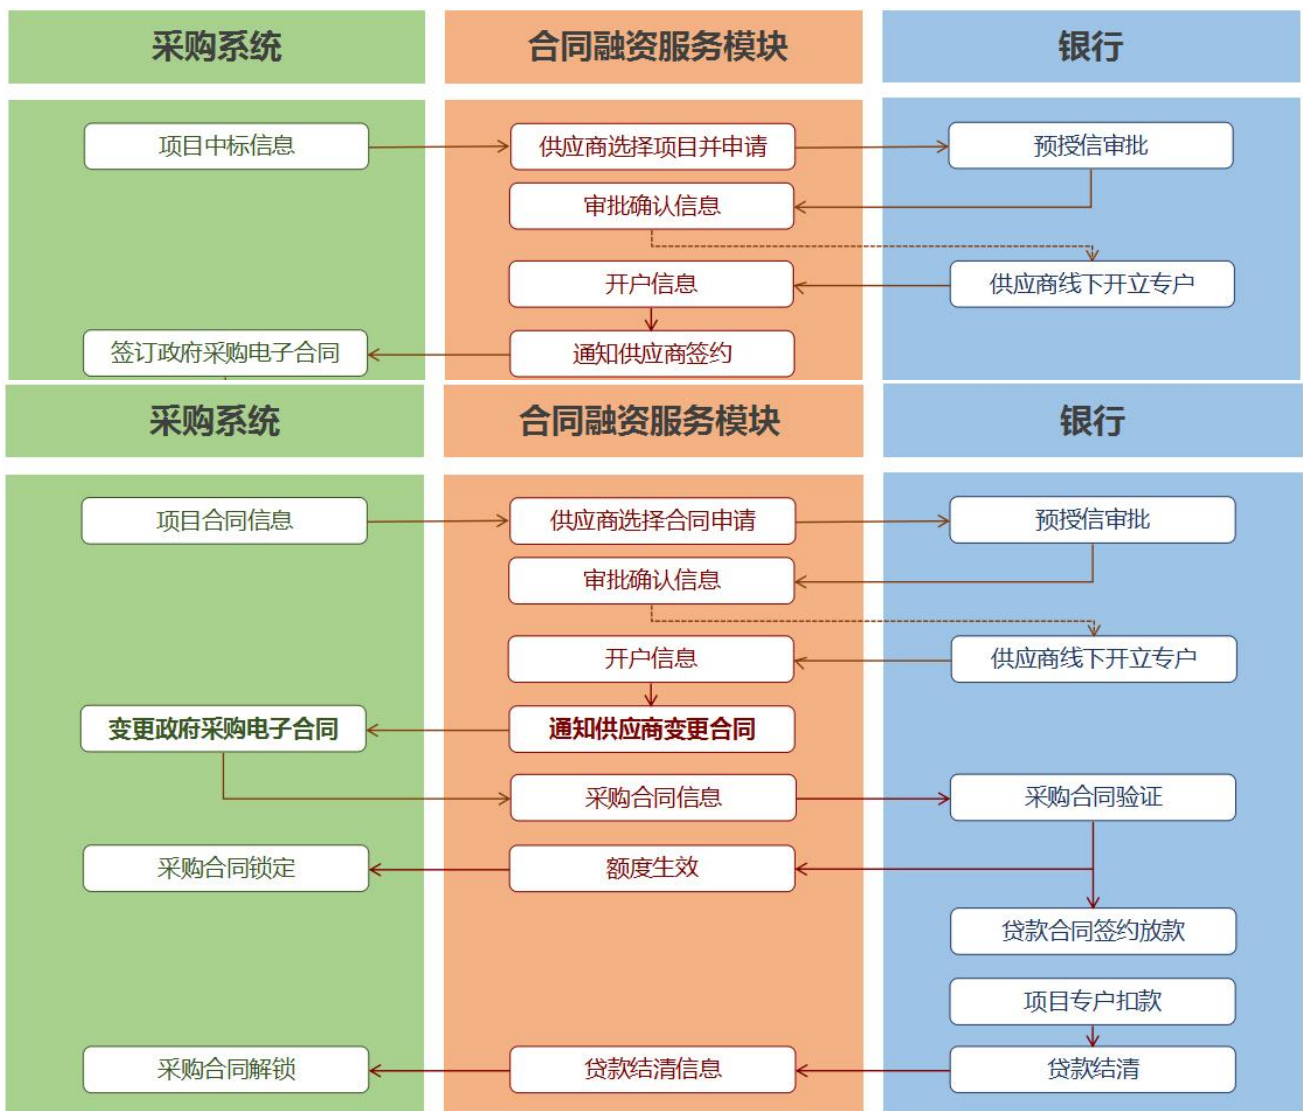 采购系统
合同融资服务模块
银行
项目中标信息
供应商选择项目并申请
预授信审批
审批确认信息
开户信息
供应商线下开立专户
签订政府采购电子合同
通知供应商签约
采购系统
合同融资服务模块
银行
项目合同信息
供应商选择合同申请
预授信审批
审批确认信息
开户信息
供应商线下开立专户
变更政府采购电子合同
通知供应商变更合同
采购合同信息
采购合同验证
采购合同锁定
额度生效
贷款合同签约放款
项目专户扣款
采购合同解锁
贷款结清信息
贷款结清